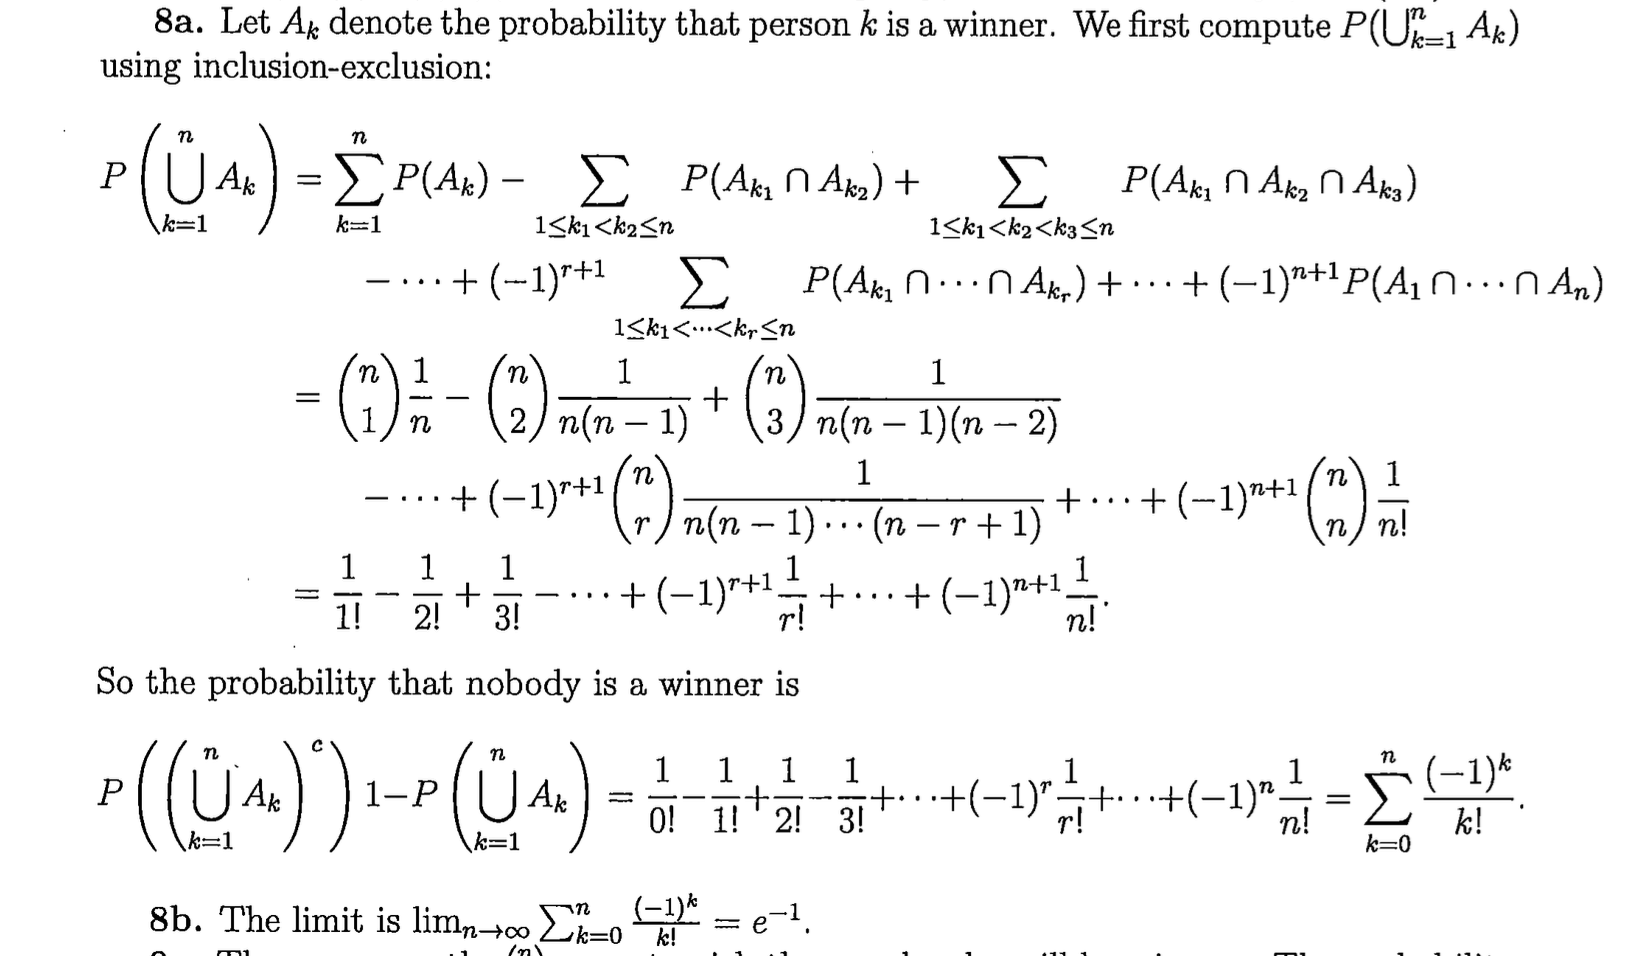 8a. Let $A_k$ denote the probability that person $k$ is a winner. We first compute $P(\bigcup_{k=1}^n A_k)$
using inclusion-exclusion:
$P\left(\bigcup_{k=1}^n A_k\right) = \sum_{k=1}^n P(A_k) - \sum_{1\leq k_1<k_2\leq n} P(A_{k_1} \cap A_{k_2}) + \sum_{1\leq k_1<k_2<k_3\leq n} P(A_{k_1} \cap A_{k_2} \cap A_{k_3})$
$- \cdots + (-1)^{r+1} \sum_{1\leq k_1<\cdots<k_r\leq n} P(A_{k_1} \cap \cdots \cap A_{k_r}) + \cdots + (-1)^{n+1} P(A_1 \cap \cdots \cap A_n)$
$= \binom{n}{1}\frac{1}{n} - \binom{n}{2}\frac{1}{n(n-1)} + \binom{n}{3}\frac{1}{n(n-1)(n-2)}$
$- \cdots + (-1)^{r+1}\binom{n}{r}\frac{1}{n(n-1)\cdots(n-r+1)} + \cdots + (-1)^{n+1}\binom{n}{n}\frac{1}{n!}$
$= \frac{1}{1!} - \frac{1}{2!} + \frac{1}{3!} - \cdots + (-1)^{r+1}\frac{1}{r!} + \cdots + (-1)^{n+1}\frac{1}{n!}.$
So the probability that nobody is a winner is
$P\left(\left(\bigcup_{k=1}^n A_k\right)^c\right) 1 - P\left(\bigcup_{k=1}^n A_k\right) = \frac{1}{0!} - \frac{1}{1!} + \frac{1}{2!} - \frac{1}{3!} + \cdots + (-1)^r\frac{1}{r!} + \cdots + (-1)^n\frac{1}{n!} = \sum_{k=0}^n \frac{(-1)^k}{k!}.$
8b. The limit is $\lim_{n\to\infty} \sum_{k=0}^n \frac{(-1)^k}{k!} = e^{-1}.$